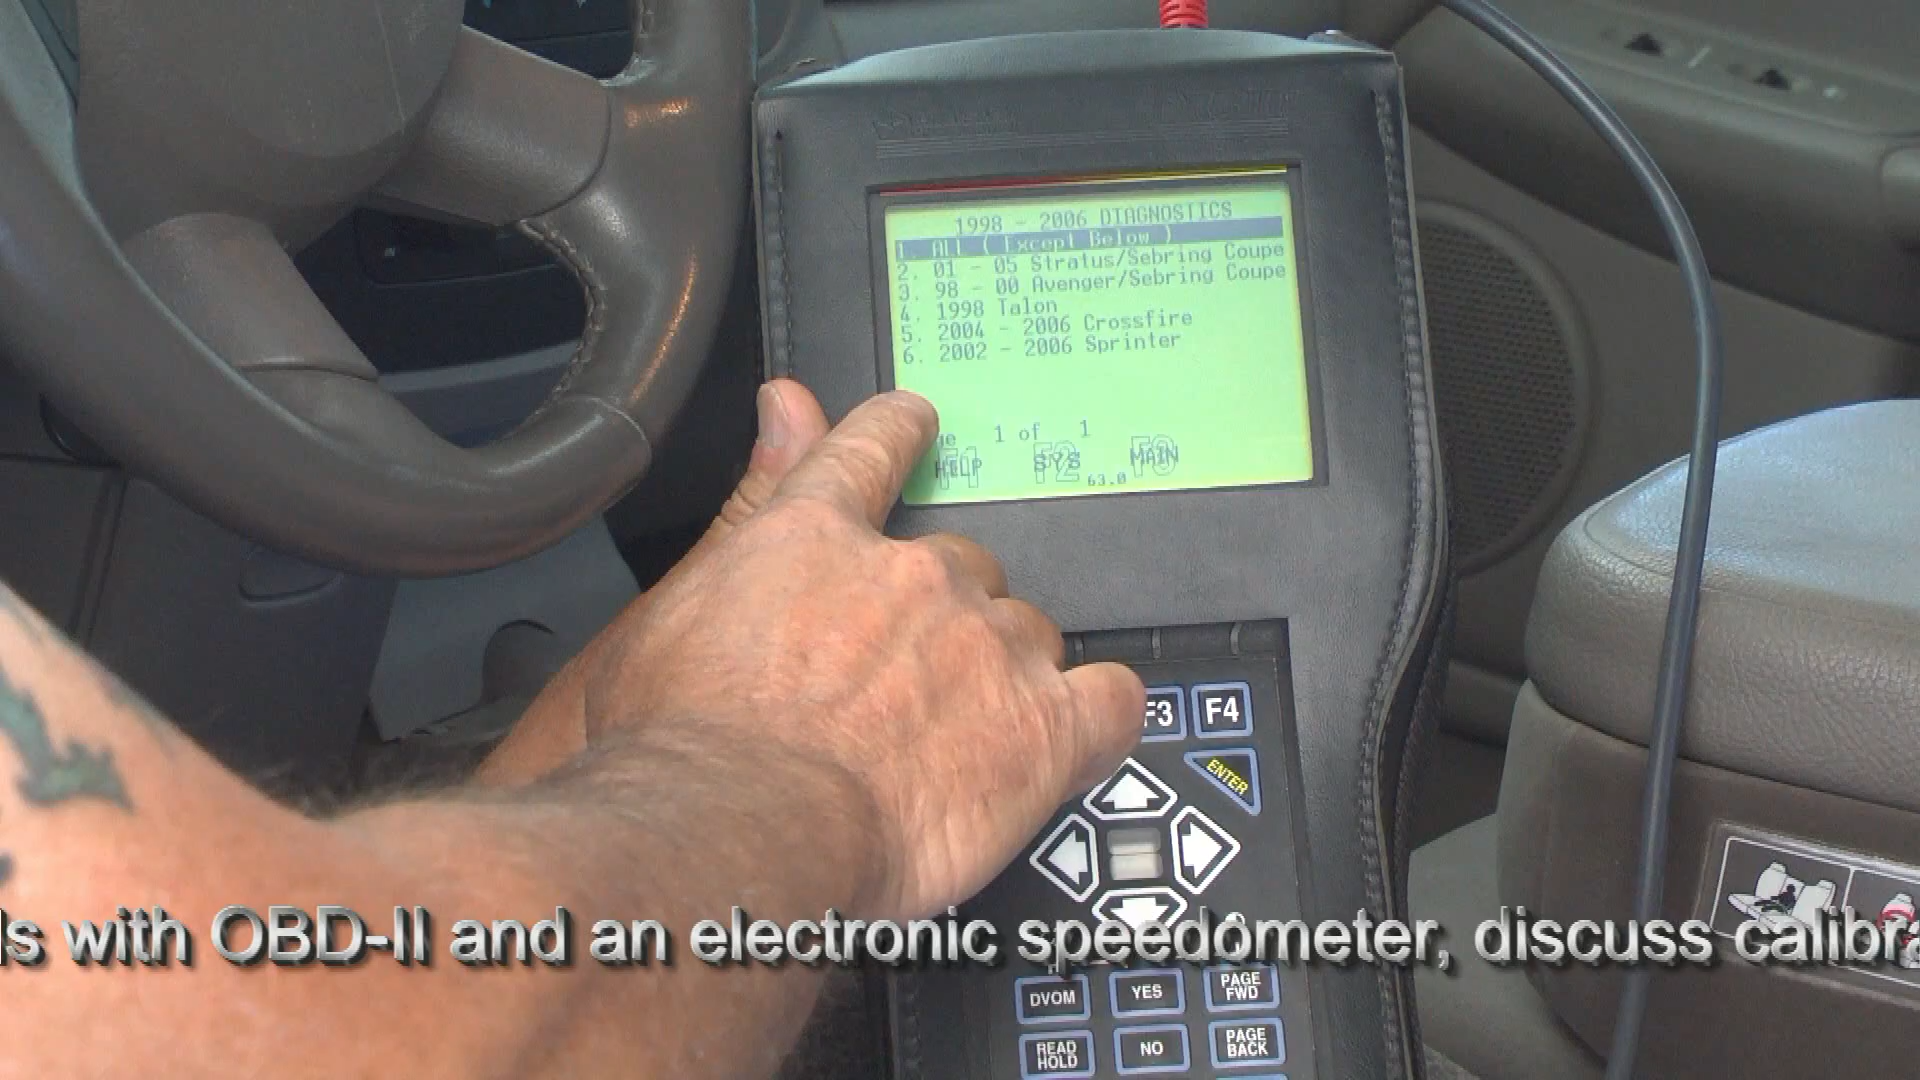 1998 - 2006 DIAGNOSTICS
1. ALL ( Except Below )
2. 01 - 05 Stratus/Sebring Coupe
3. 98 - 00 Avenger/Sebring Coupe
4. 1998 Talon
5. 2004 - 2006 Crossfire
6. 2002 - 2006 Sprinter
ge 1 of 1
F1 F2 F3
HELP SYS MAIN
63.0
F3 F4
ENTER
ls with OBD-II and an electronic speedometer, discuss calibra
DVOM YES PAGE FWD
READ HOLD NO PAGE BACK